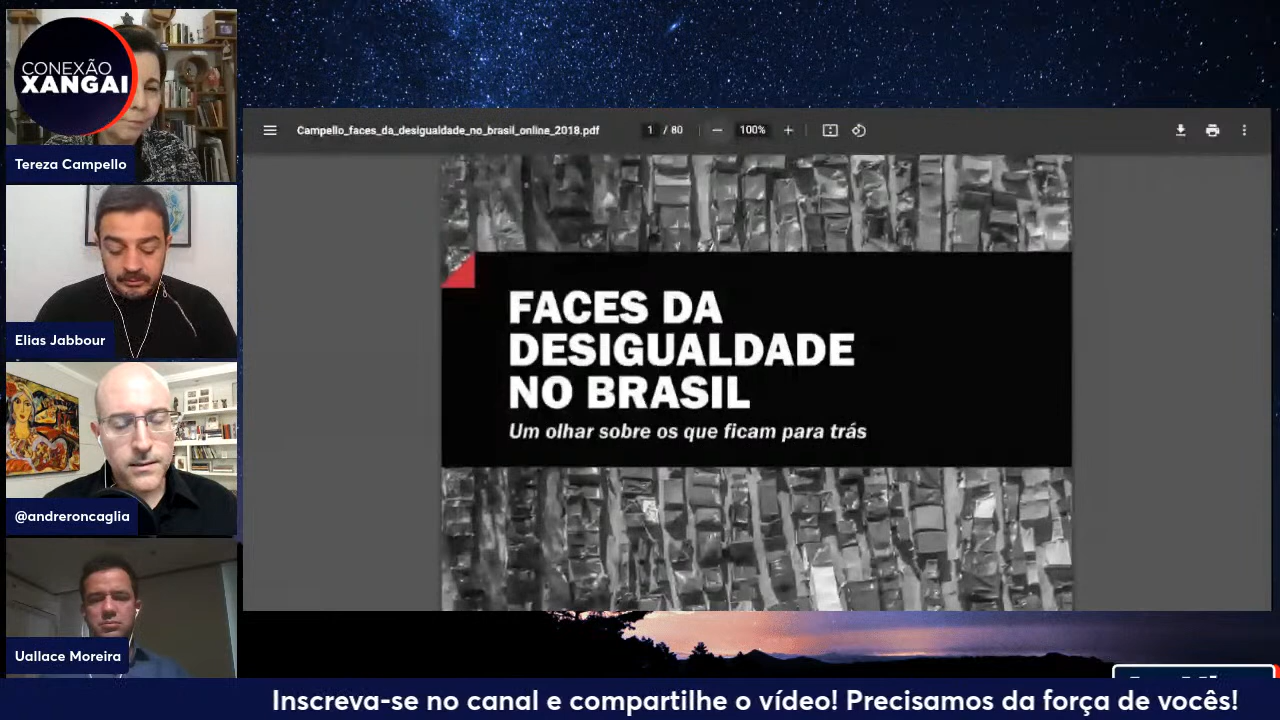 CONEXÃO
XANGAI
Tereza Campello
Elias Jabbour
@andreroncaglia
Uallace Moreira
Campello_faces_da_desigualdade_no_brasil_online_2018.pdf
1 / 80
100%
FACES DA
DESIGUALDADE
NO BRASIL
Um olhar sobre os que ficam para trás
Inscreva-se no canal e compartilhe o vídeo! Precisamos da força de vocês!